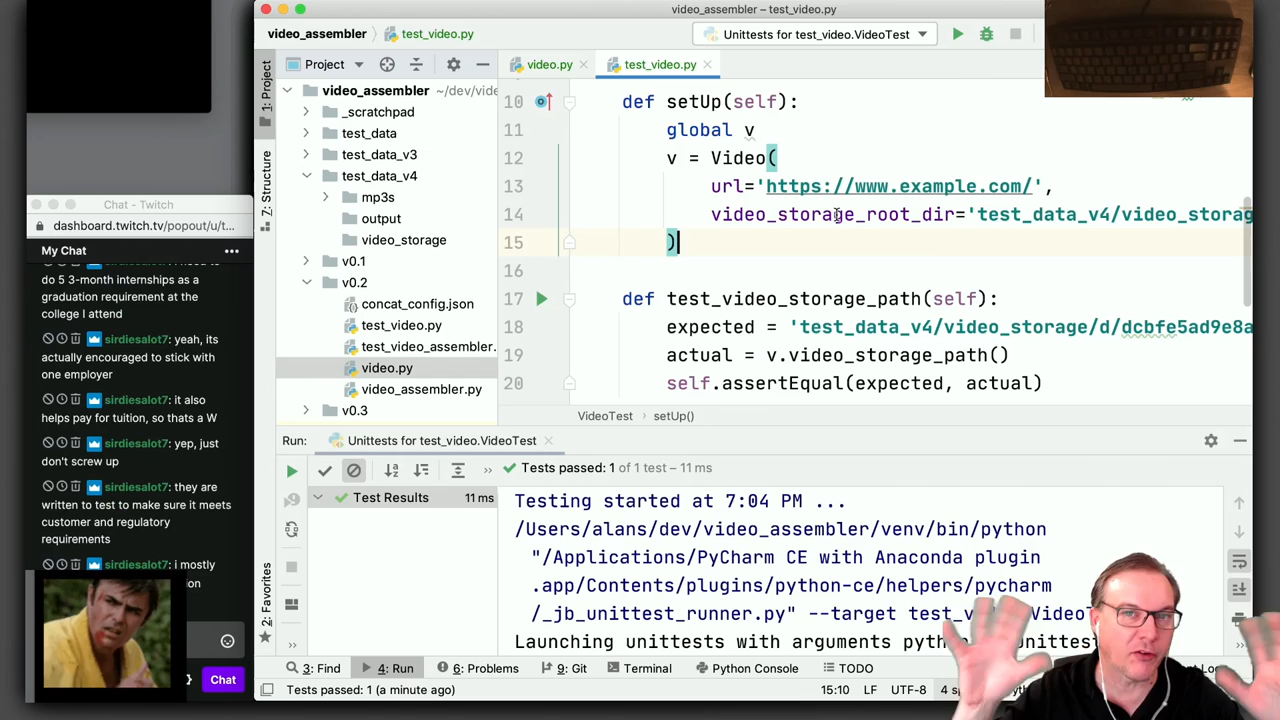 video_assembler – test_video.py
video_assembler
test_video.py
Unittests for test_video.VideoTest
1: Project
7: Structure
2: Favorites
Project
video.py
test_video.py
video_assembler ~/dev/vide
_scratchpad
test_data
test_data_v3
test_data_v4
mp3s
output
video_storage
v0.1
v0.2
concat_config.json
test_video.py
test_video_assembler.
video.py
video_assembler.py
v0.3
10 def setUp(self):
11 global v
12 v = Video(
13 url='https://www.example.com/',
14 video_storage_root_dir='test_data_v4/video_storag
15 )
16
17 def test_video_storage_path(self):
18 expected = 'test_data_v4/video_storage/d/dcbfe5ad9e8a
19 actual = v.video_storage_path()
20 self.assertEqual(expected, actual)
VideoTest
setUp()
Run: Unittests for test_video.VideoTest
» Tests passed: 1 of 1 test – 11 ms
Test Results 11 ms
Testing started at 7:04 PM ...
/Users/alans/dev/video_assembler/venv/bin/python
"/Applications/PyCharm CE with Anaconda plugin
.app/Contents/plugins/python-ce/helpers/pycharm
/_jb_unittest_runner.py" --target test_v
VideoT
Launching unittests with arguments pyth
unittes
»
3: Find
4: Run
6: Problems
9: Git
Terminal
Python Console
TODO
Tests passed: 1 (a minute ago)
15:10 LF UTF-8 4 s
Chat - Twitch
dashboard.twitch.tv/popout/u/t...
My Chat
do 5 3-month internships as a
graduation requirement at the
college I attend
sirdiesalot7: yeah, its
actually encouraged to stick with
one employer
sirdiesalot7: it also
helps pay for tuition, so thats a W
sirdiesalot7: yep, just
don't screw up
sirdiesalot7: they are
written to test to make sure it meets
customer and regulatory
requirements
sirdiesalot7: i mostly
Chat